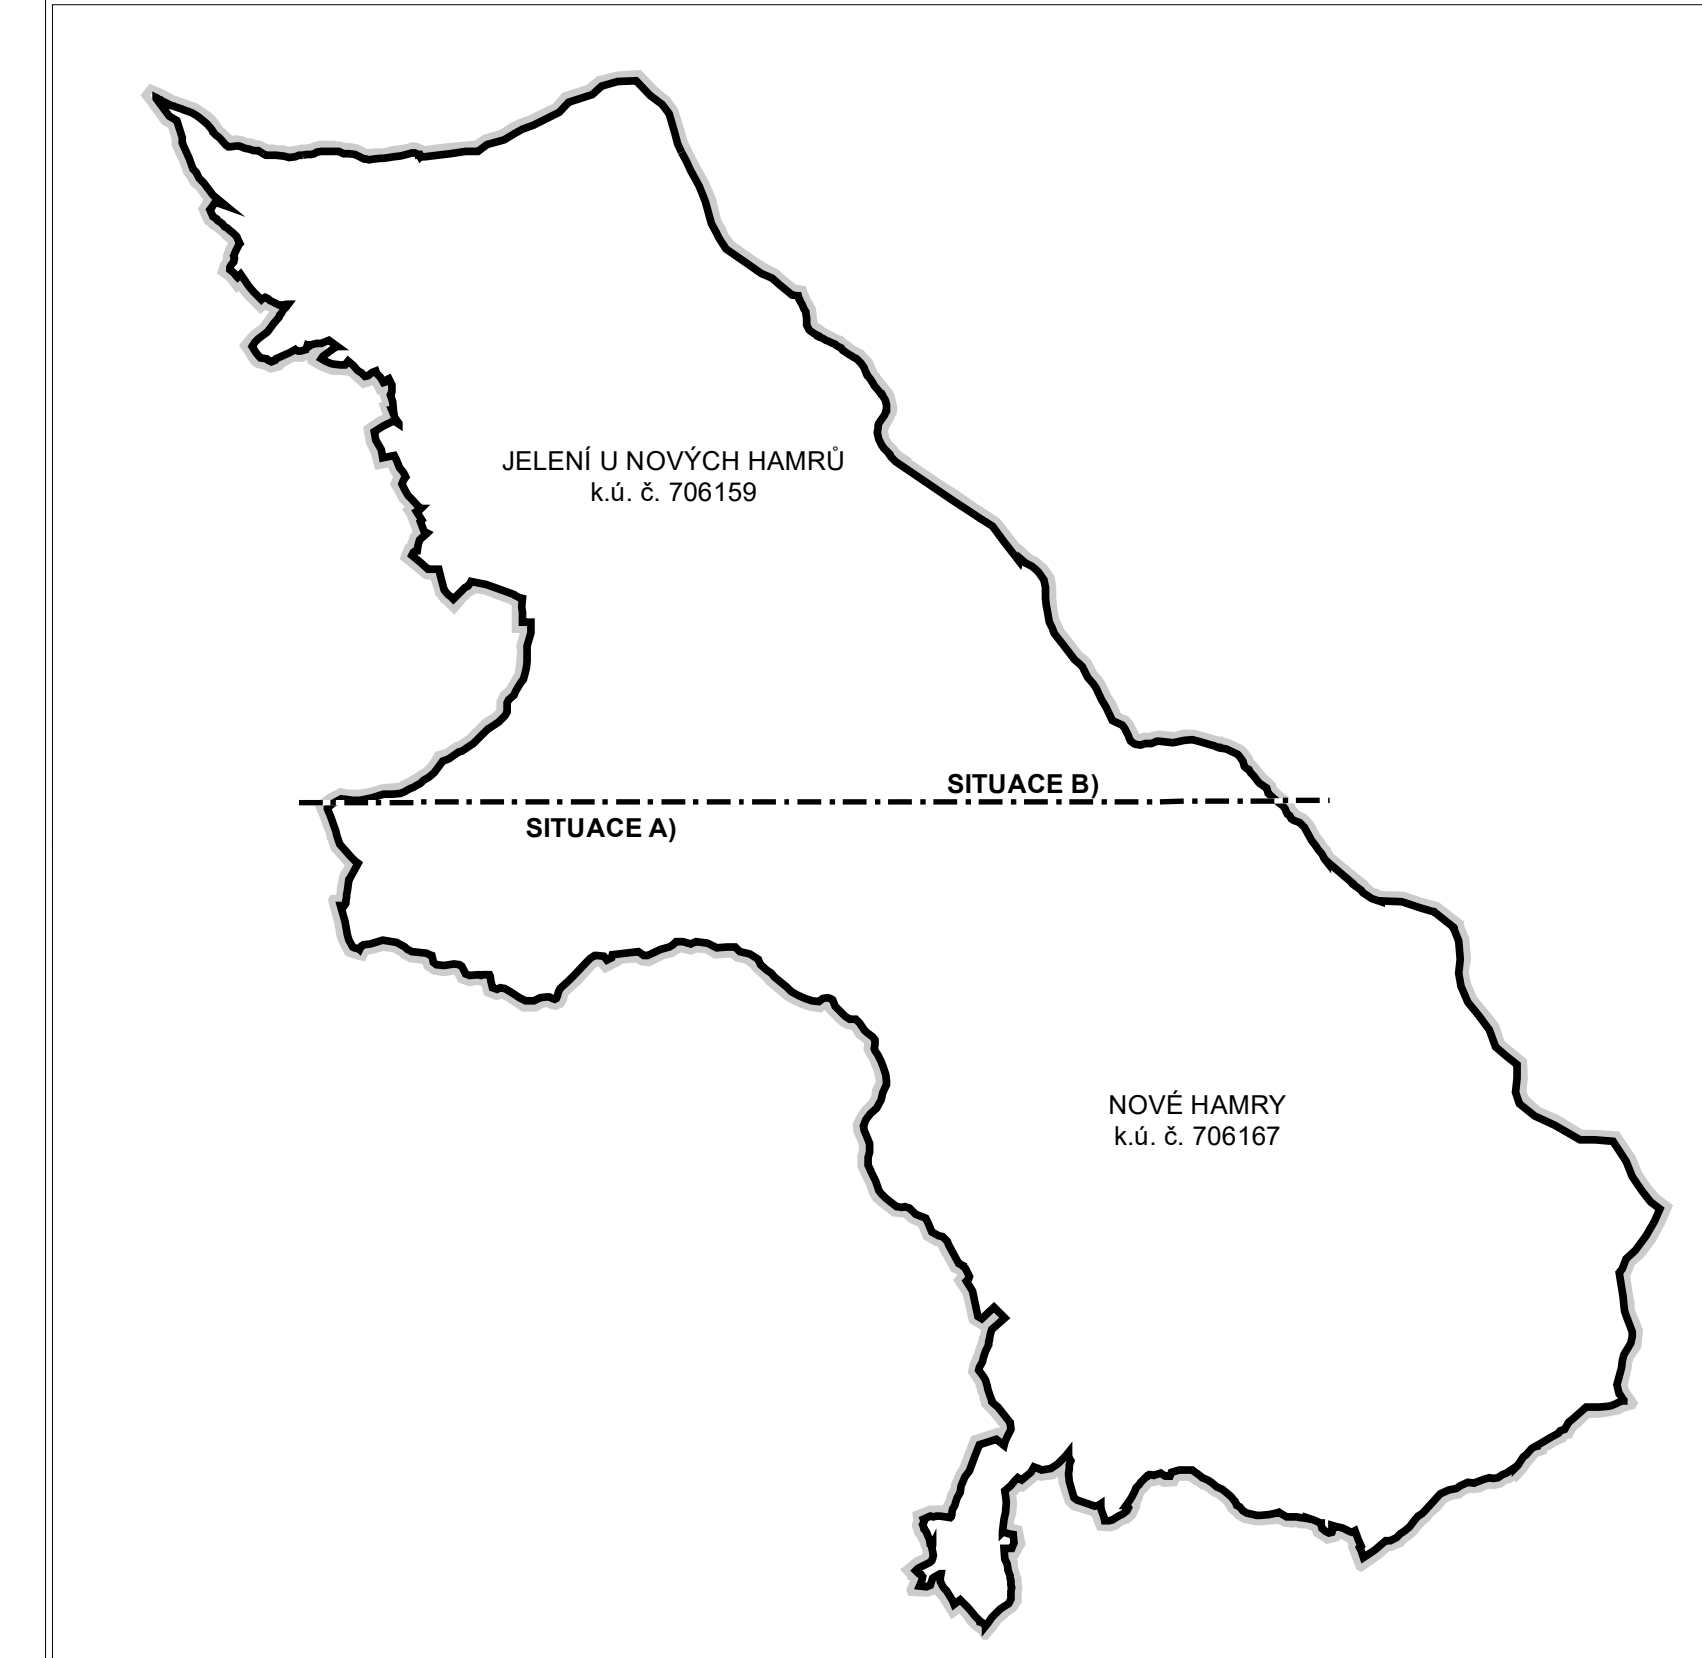 JELENÍ U NOVÝCH HAMRŮ
k.ú. č. 706159
SITUACE B)
SITUACE A)
NOVÉ HAMRY
k.ú. č. 706167